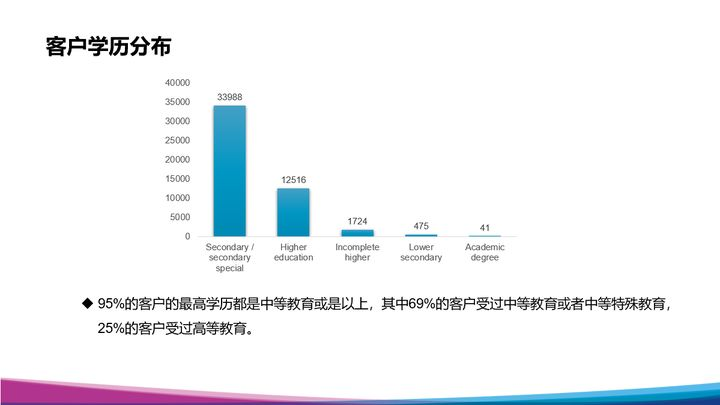 客户学历分布
40000
35000
30000
25000
20000
15000
10000
5000
0
33988
12516
1724
475
41
Secondary /
secondary
special
Higher
education
Incomplete
higher
Lower
secondary
Academic
degree
◆ 95%的客户的最高学历都是中等教育或是以上，其中69%的客户受过中等教育或者中等特殊教育，
25%的客户受过高等教育。